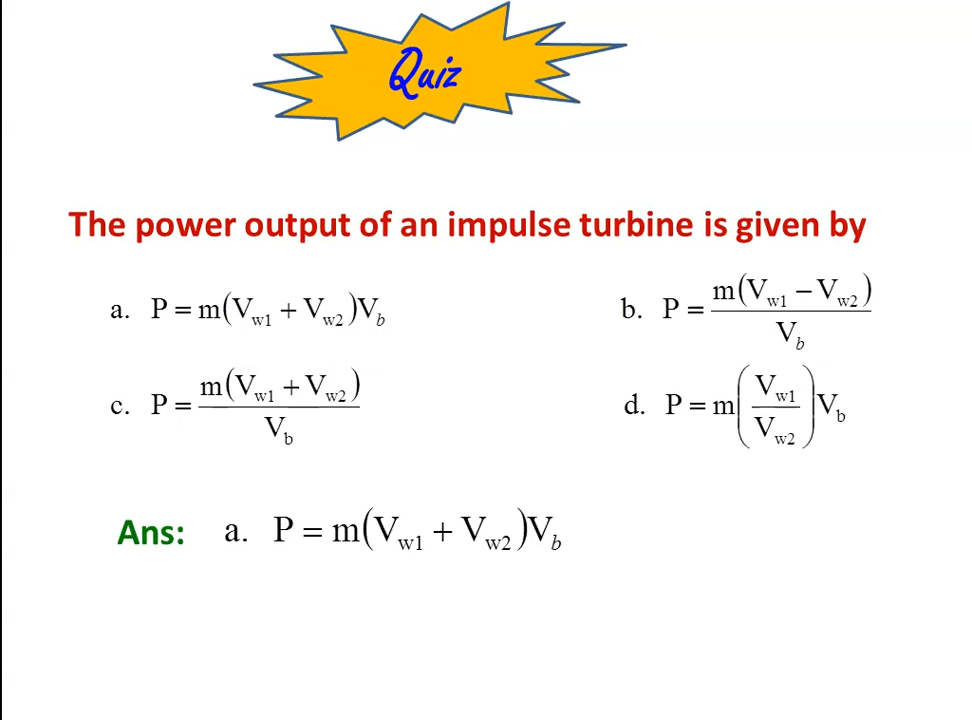 Quiz
The power output of an impulse turbine is given by
a. P = m(V_w1 + V_w2)V_b
b. P = m(V_w1 − V_w2) / V_b
c. P = m(V_w1 + V_w2) / V_b
d. P = m(V_w1 / V_w2)V_b
Ans: a. P = m(V_w1 + V_w2)V_b